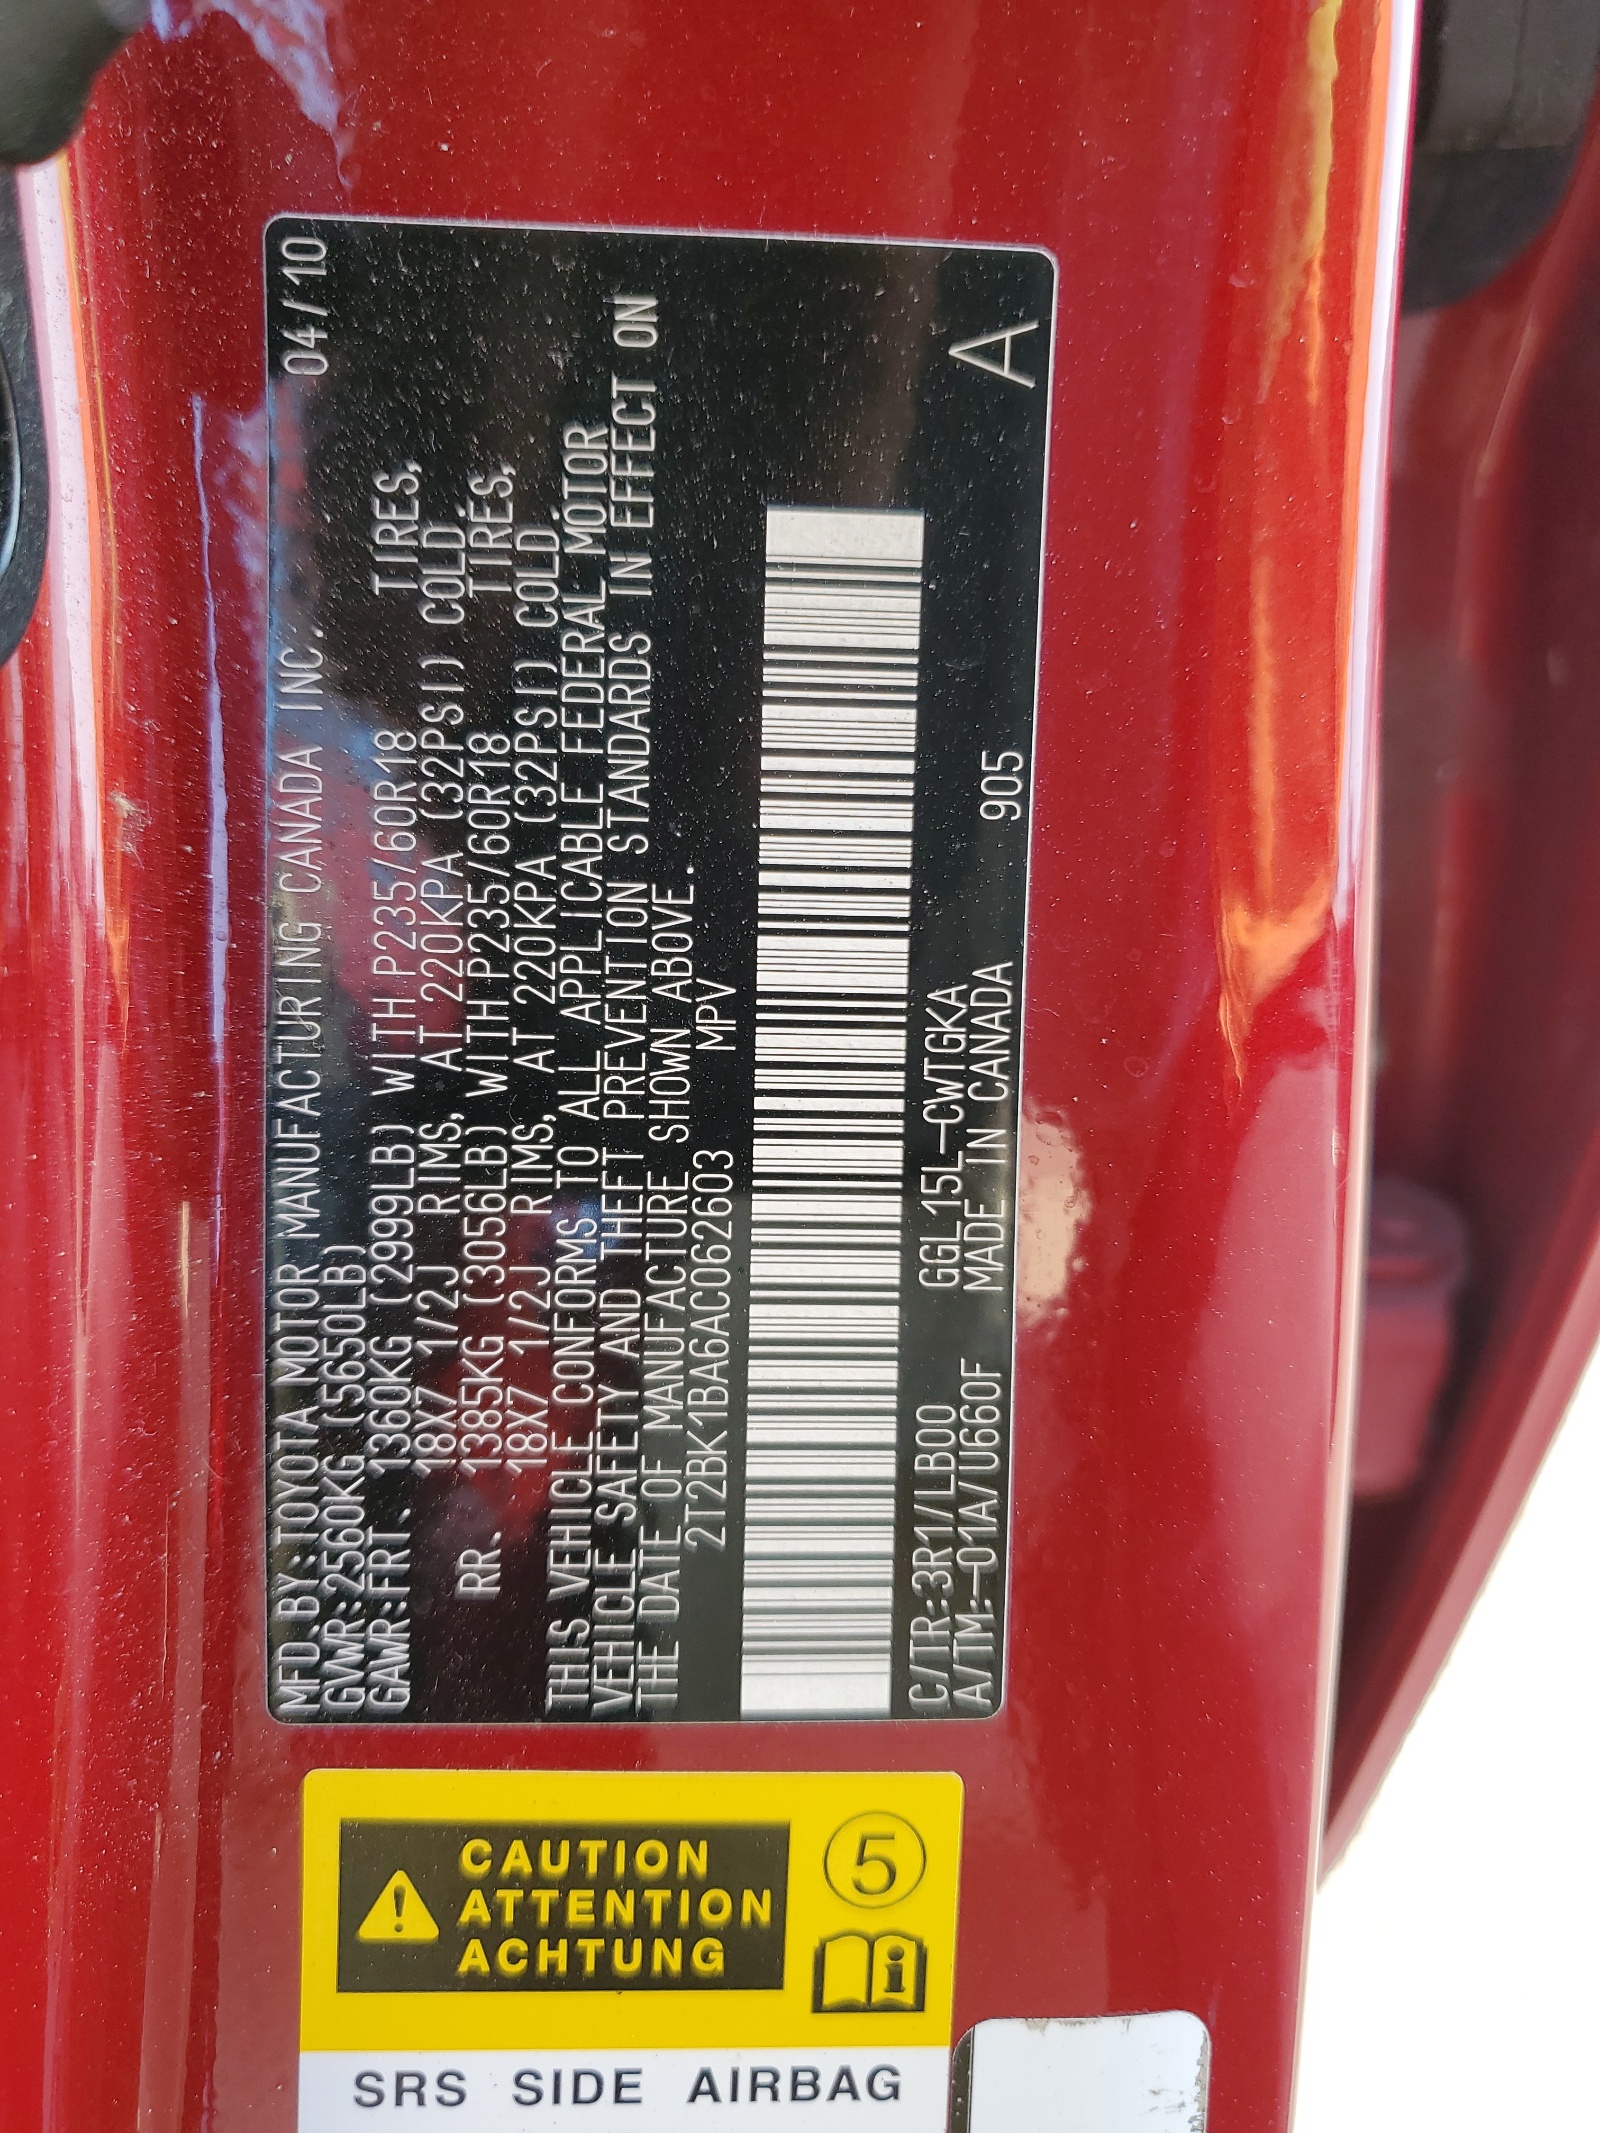 MFD.BY:TOYOTA MOTOR MANUFACTURING CANADA INC. 04/10
GVWR:2560KG (5650LB)
GAWR:FRT. 1360KG (2999LB) WITH P235/60R18 TIRES,
18X7 1/2J RIMS, AT 220KPA (32PSI) COLD
RR. 1385KG (3056LB) WITH P235/60R18 TIRES,
18X7 1/2J RIMS, AT 220KPA (32PSI) COLD
THIS VEHICLE CONFORMS TO ALL APPLICABLE FEDERAL MOTOR
VEHICLE SAFETY AND THEFT PREVENTION STANDARDS IN EFFECT ON
THE DATE OF MANUFACTURE SHOWN ABOVE.
2T2BK1BA6AC062603 MPV
C/TR:3R1/LB00 GGL15L-CWTGKA
A/TM:-01A/U660F MADE IN CANADA 905 A
CAUTION
ATTENTION
ACHTUNG
5
i
SRS SIDE AIRBAG